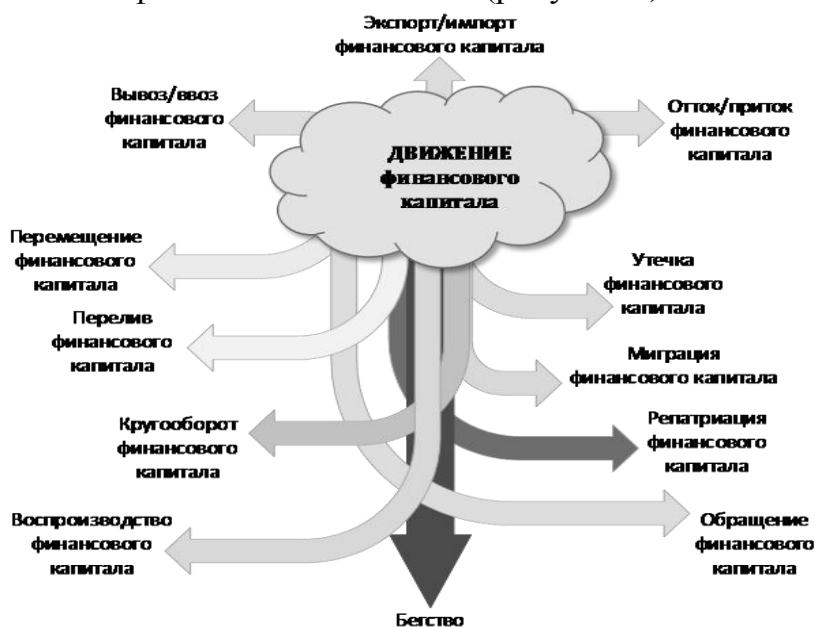 Экспорт/импорт
финансового капитала
Вывоз/ввоз
финансового
капитала
Отток/приток
финансового
капитала
ДВИЖЕНИЕ
финансового
капитала
Перемещение
финансового
капитала
Утечка
финансового
капитала
Перелив
финансового
капитала
Миграция
финансового капитала
Кругооборот
финансового
капитала
Репатриация
финансового
капитала
Воспроизводство
финансового
капитала
Обращение
финансового
капитала
Бегство